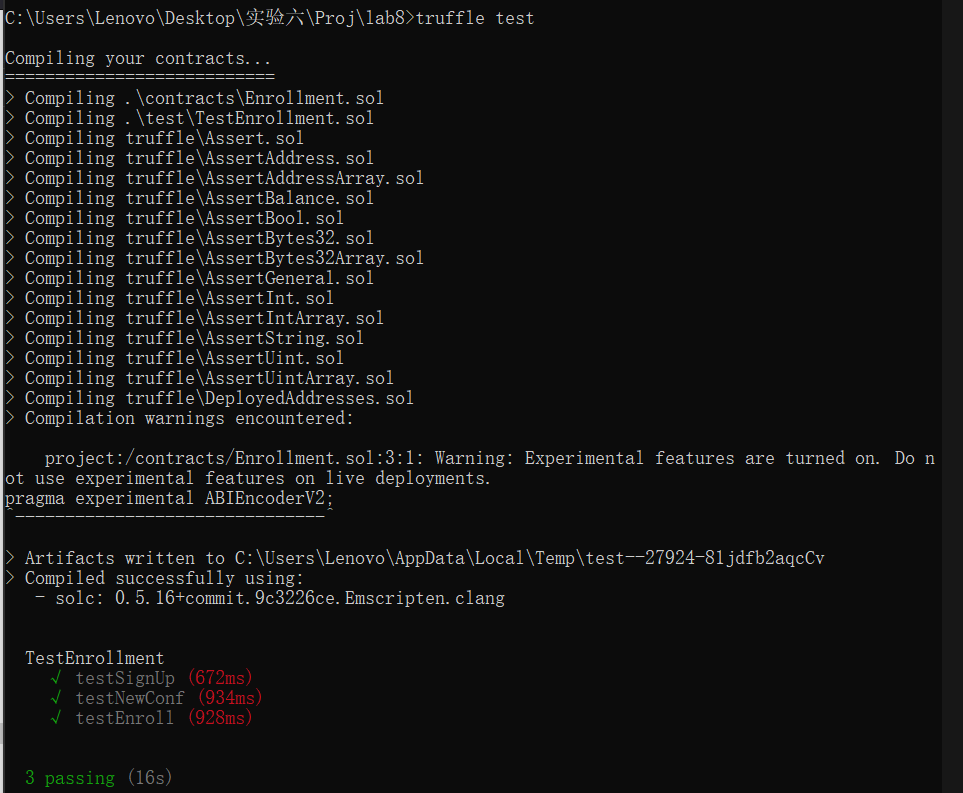 C:\Users\Lenovo\Desktop\实验六\Proj\lab8>truffle test
Compiling your contracts...
===========================
> Compiling .\contracts\Enrollment.sol
> Compiling .\test\TestEnrollment.sol
> Compiling truffle\Assert.sol
> Compiling truffle\AssertAddress.sol
> Compiling truffle\AssertAddressArray.sol
> Compiling truffle\AssertBalance.sol
> Compiling truffle\AssertBool.sol
> Compiling truffle\AssertBytes32.sol
> Compiling truffle\AssertBytes32Array.sol
> Compiling truffle\AssertGeneral.sol
> Compiling truffle\AssertInt.sol
> Compiling truffle\AssertIntArray.sol
> Compiling truffle\AssertString.sol
> Compiling truffle\AssertUint.sol
> Compiling truffle\AssertUintArray.sol
> Compiling truffle\DeployedAddresses.sol
> Compilation warnings encountered:
project:/contracts/Enrollment.sol:3:1: Warning: Experimental features are turned on. Do n
ot use experimental features on live deployments.
pragma experimental ABIEncoderV2;
^-------------------------------^
> Artifacts written to C:\Users\Lenovo\AppData\Local\Temp\test--27924-8ljdfb2aqcCv
> Compiled successfully using:
- solc: 0.5.16+commit.9c3226ce.Emscripten.clang
TestEnrollment
√ testSignUp (672ms)
√ testNewConf (934ms)
√ testEnroll (928ms)
3 passing (16s)